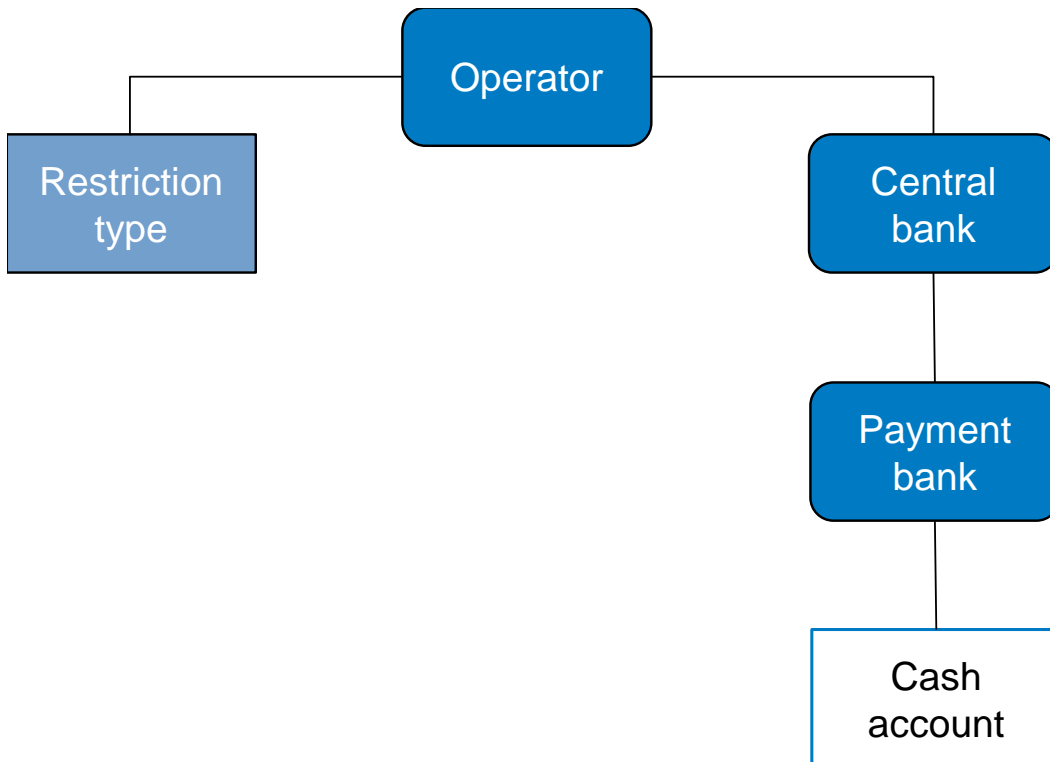 Operator
Restriction
type
Central
bank
Payment
bank
Cash
account